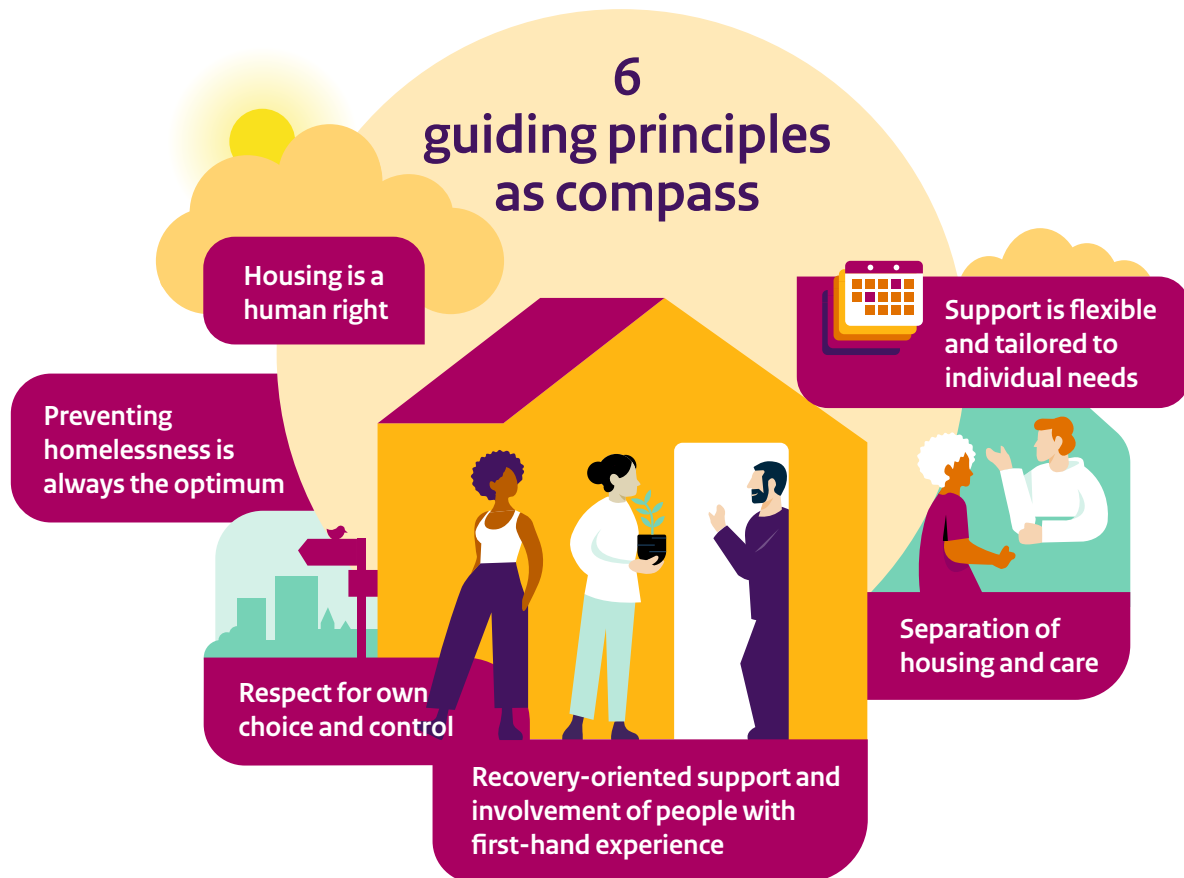 6
guiding principles
as compass
Housing is a
human right
Preventing
homelessness is
always the optimum
Respect for own
choice and control
Recovery-oriented support and
involvement of people with
first-hand experience
Separation of
housing and care
Support is flexible
and tailored to
individual needs